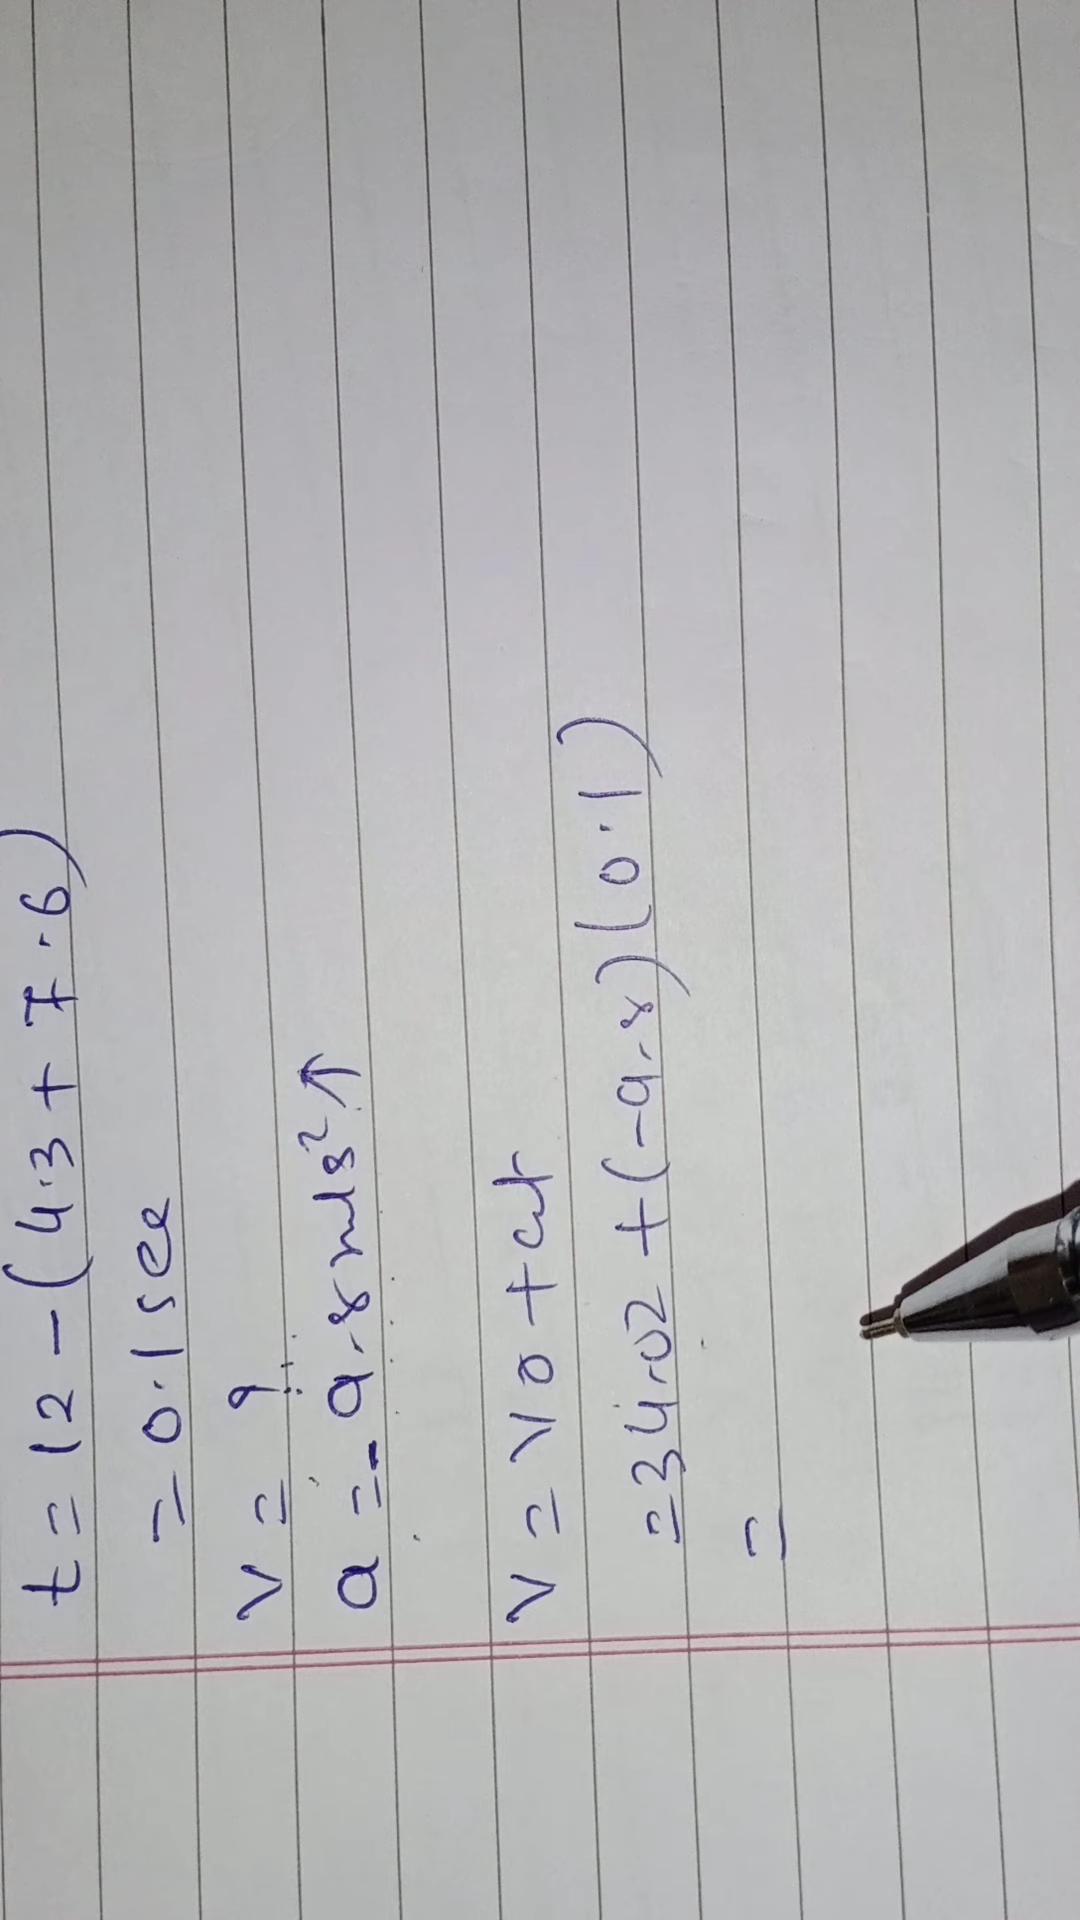 t = 12 - (4.3 + 7.6)
= 0.1 sec
v = ?
a = - 9.8 m/s² ↑
v = v0 + at
= 34.02 + (-9.8)(0.1)
=